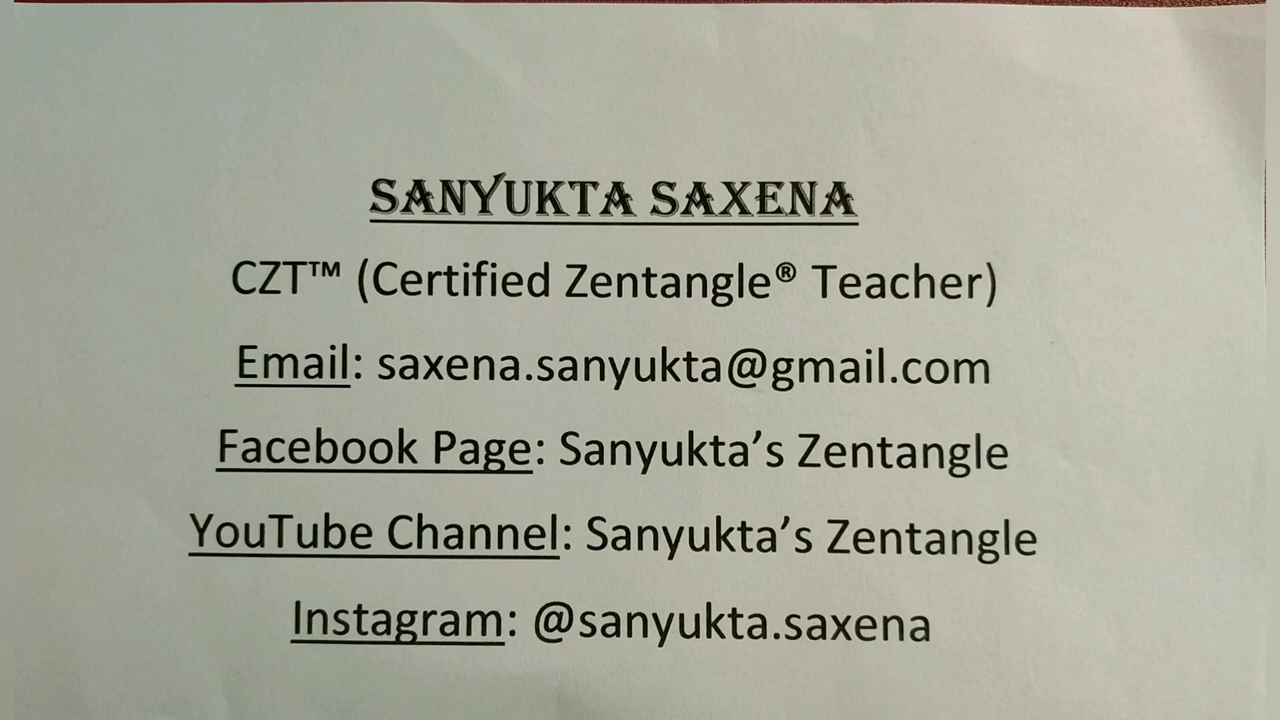 SANYUKTA SAXENA
CZT™ (Certified Zentangle® Teacher)
Email: saxena.sanyukta@gmail.com
Facebook Page: Sanyukta’s Zentangle
YouTube Channel: Sanyukta’s Zentangle
Instagram: @sanyukta.saxena